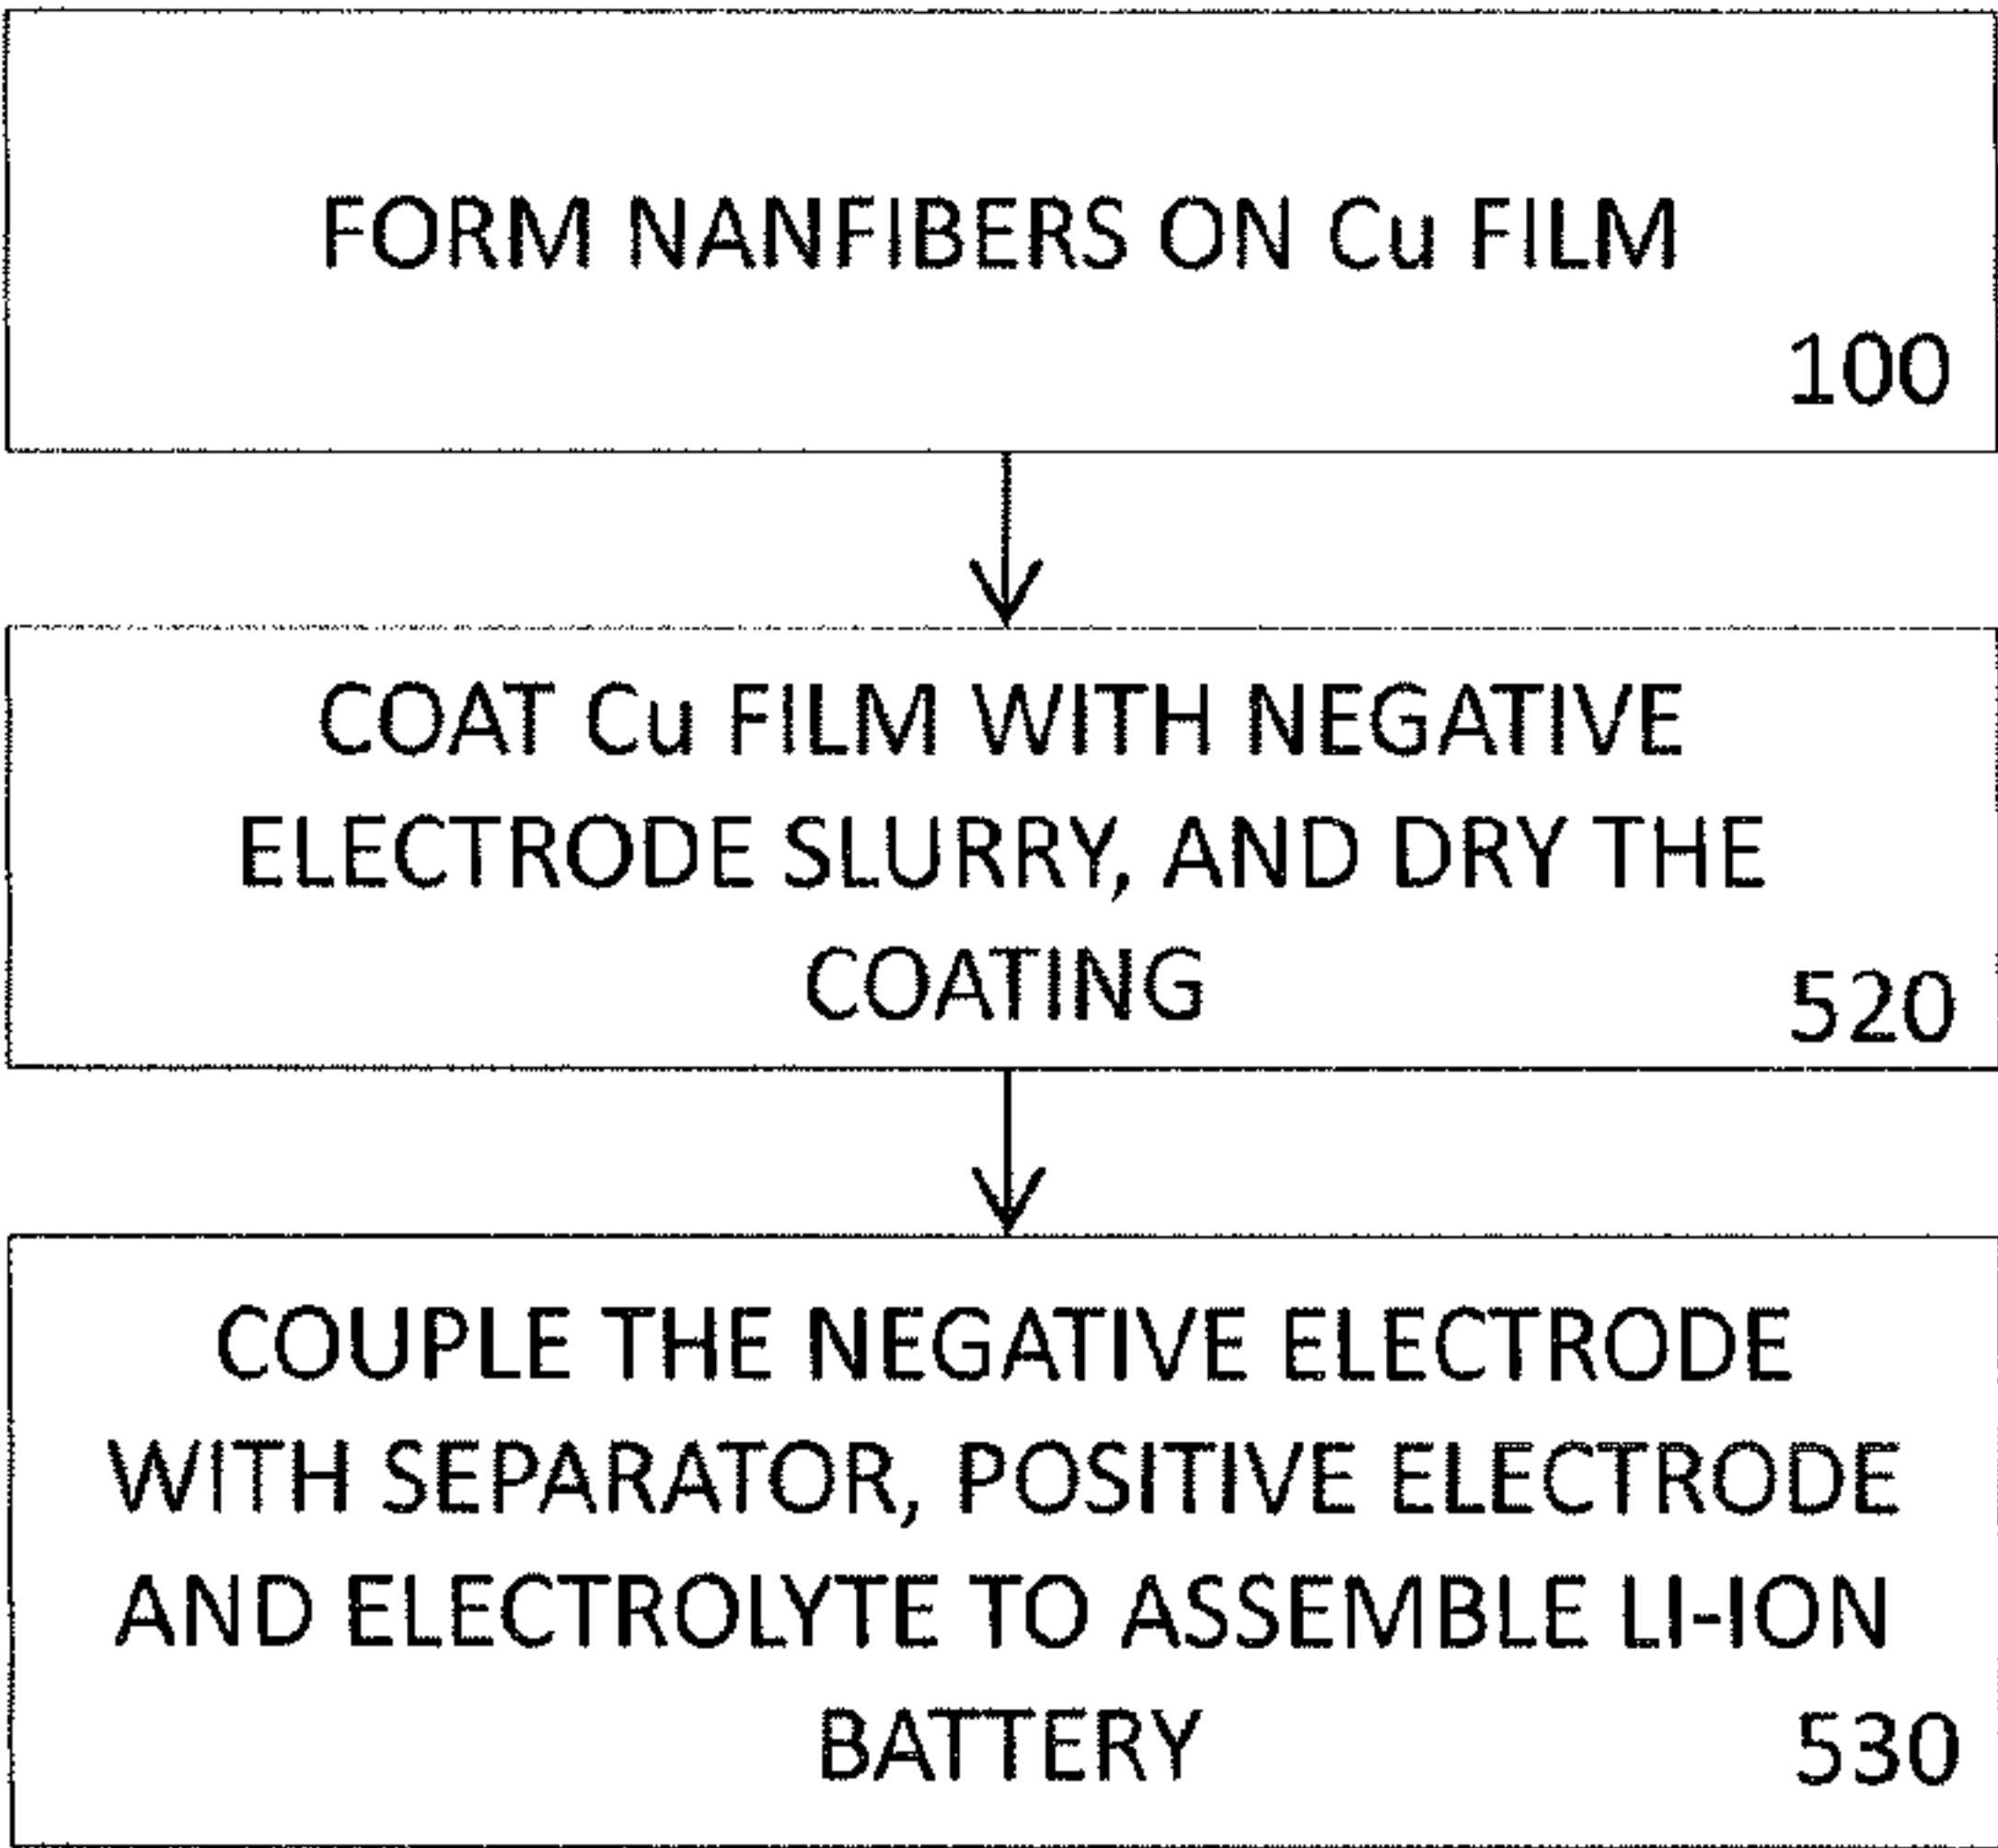 FORM NANFIBERS ON Cu FILM
100
COAT Cu FILM WITH NEGATIVE
ELECTRODE SLURRY, AND DRY THE
COATING
520
COUPLE THE NEGATIVE ELECTRODE
WITH SEPARATOR, POSITIVE ELECTRODE
AND ELECTROLYTE TO ASSEMBLE LI-ION
BATTERY
530